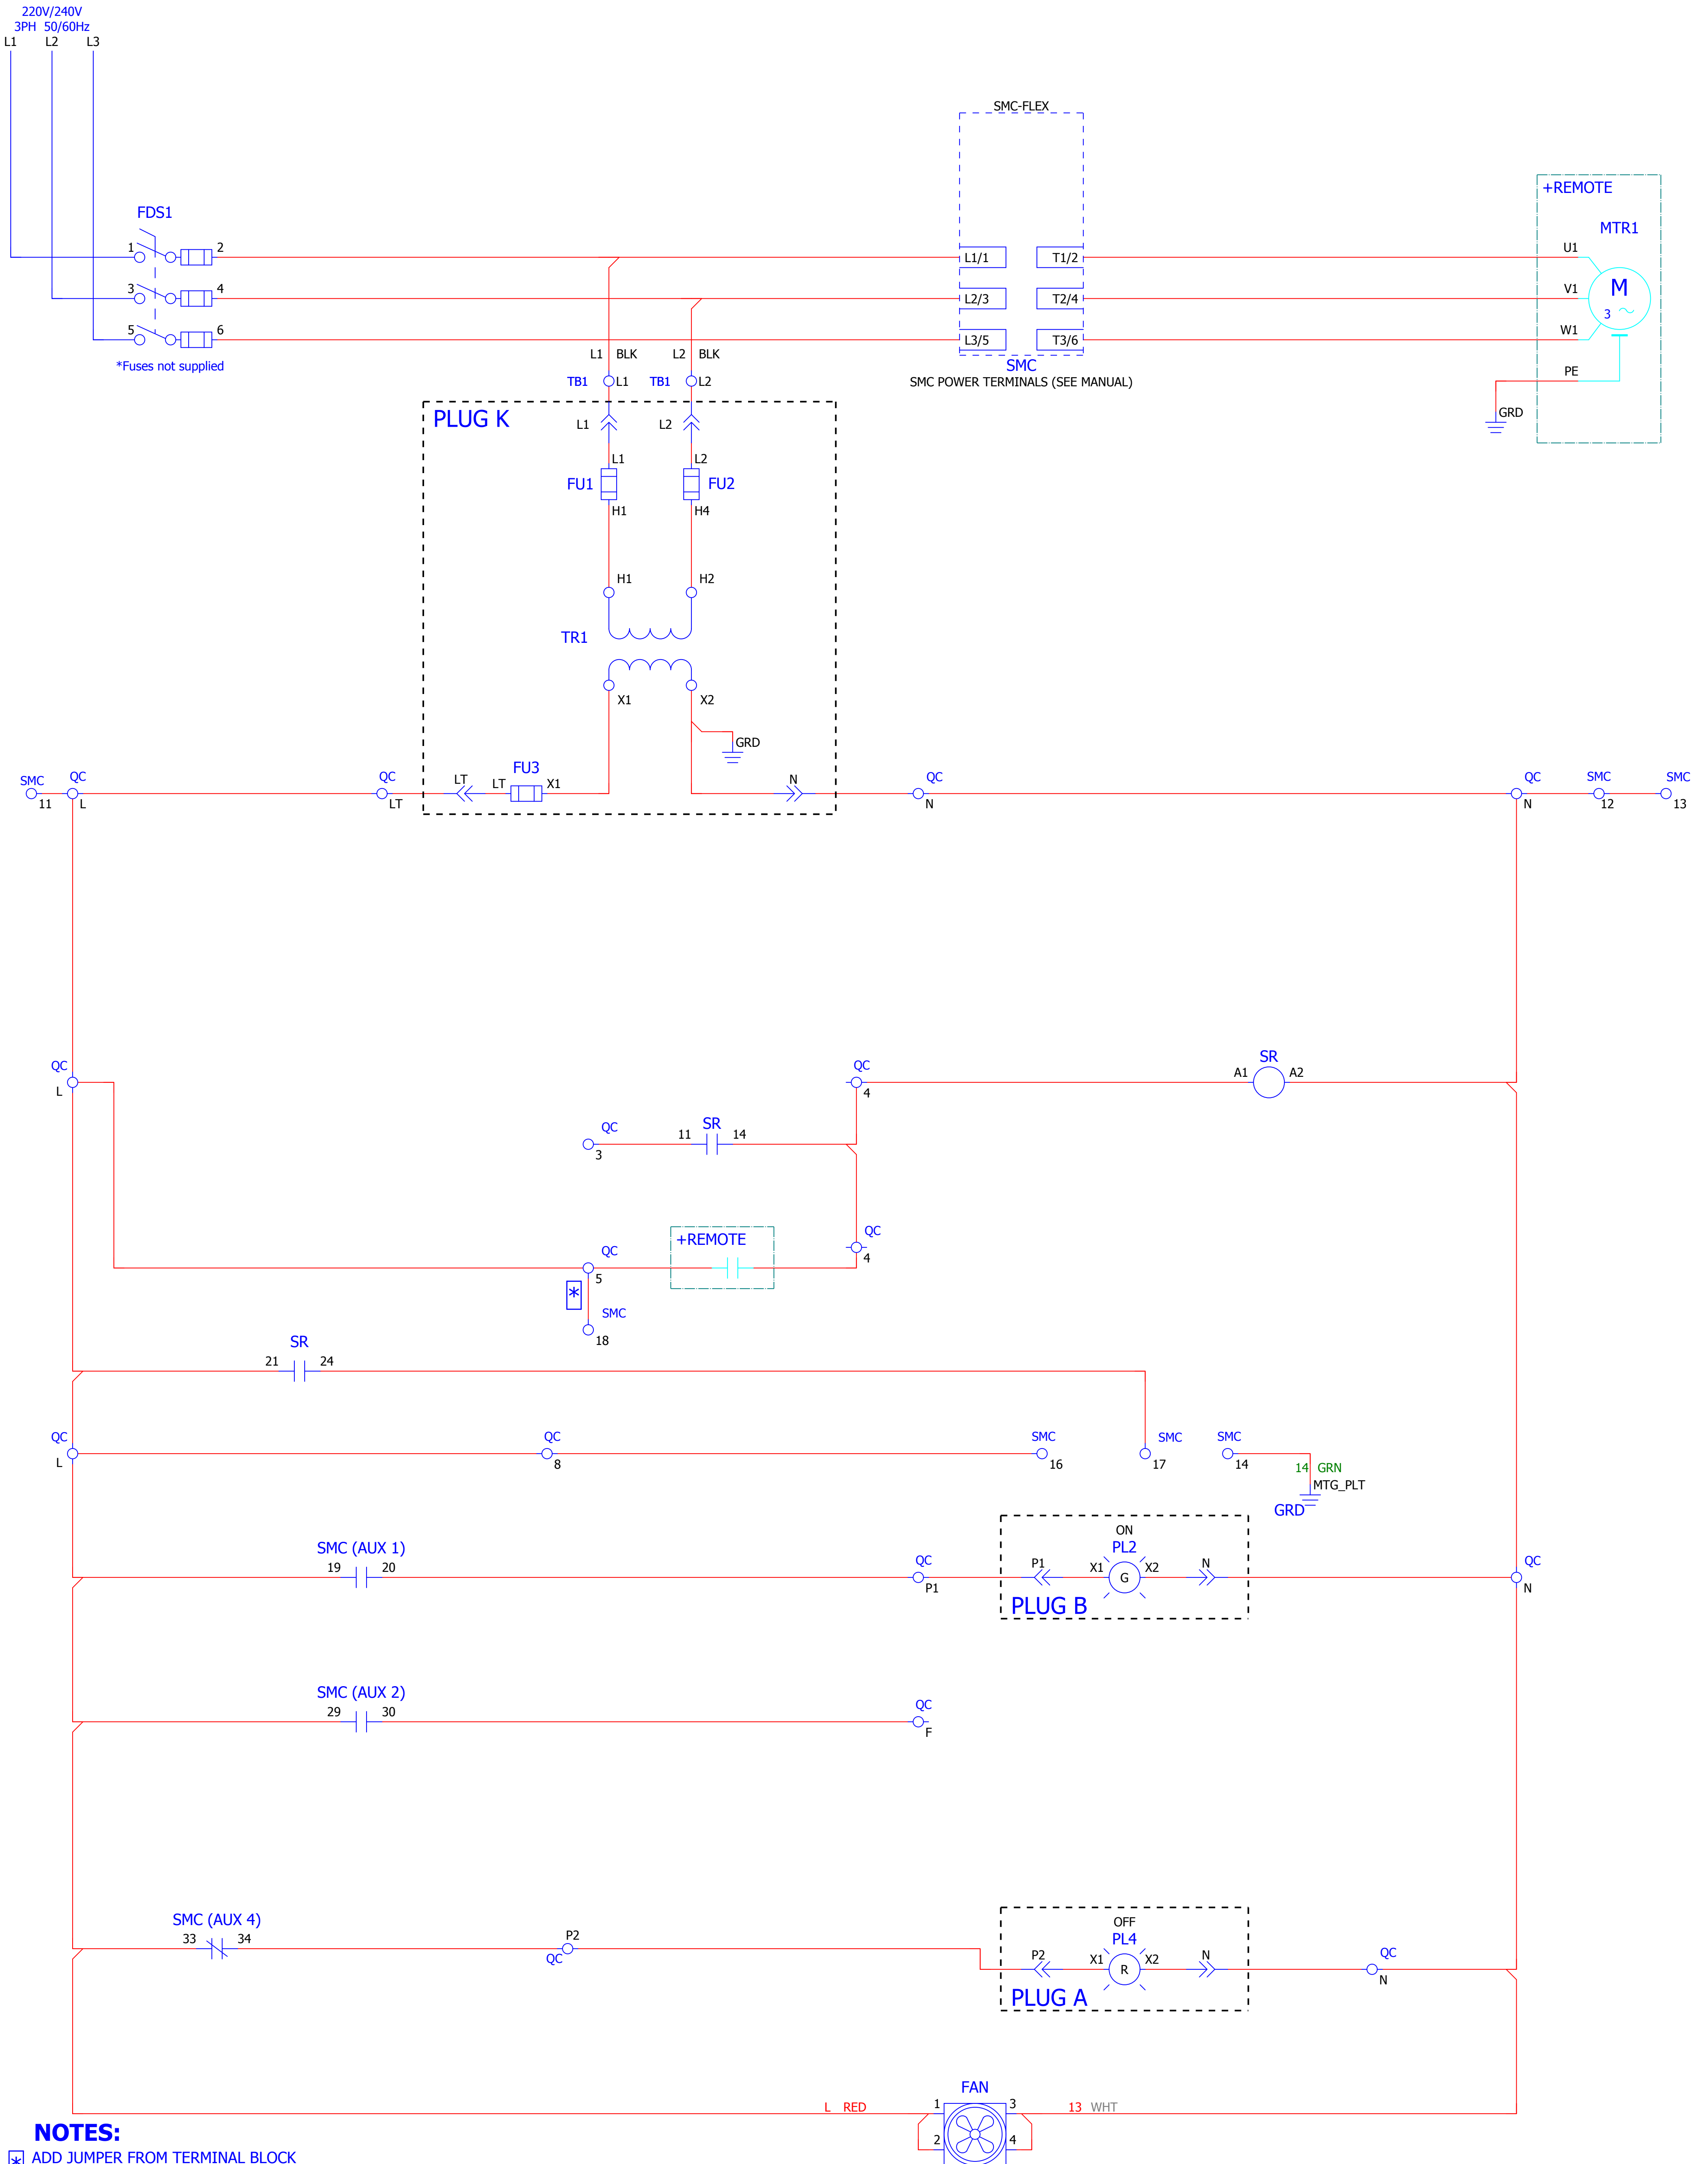 220V/240V
3PH 50/60Hz
L1 L2 L3
SMC-FLEX
+REMOTE
MTR1
FDS1
1 2
L1/1 T1/2
U1
3 4
L2/3 T2/4
V1
M
3
5 6
L3/5 T3/6
W1
*Fuses not supplied
L1 BLK L2 BLK
SMC
SMC POWER TERMINALS (SEE MANUAL)
PE
GRD
TB1 L1 TB1 L2
PLUG K
L1 L2
L1 L2
FU1 FU2
H1 H4
H1 H2
TR1
X1 X2
GRD
SMC QC QC LT LT FU3 X1 N QC QC SMC SMC
11 L LT N N 12 13
QC QC SR
L 4 A1 A2
QC SR
3 11 14
QC
4
QC
5
+REMOTE
*
SMC
18
SR
21 24
QC QC SMC SMC SMC
L 8 16 17 14
14 GRN
MTG_PLT
GRD
SMC (AUX 1)
19 20
QC
P1
ON
PL2
P1 X1 G X2 N
PLUG B
QC
N
SMC (AUX 2)
29 30
QC
F
SMC (AUX 4)
33 34
P2
QC
OFF
PL4
P2 X1 R X2 N
PLUG A
QC
N
FAN
L RED 1 3 13 WHT
2 4
NOTES:
* ADD JUMPER FROM TERMINAL BLOCK